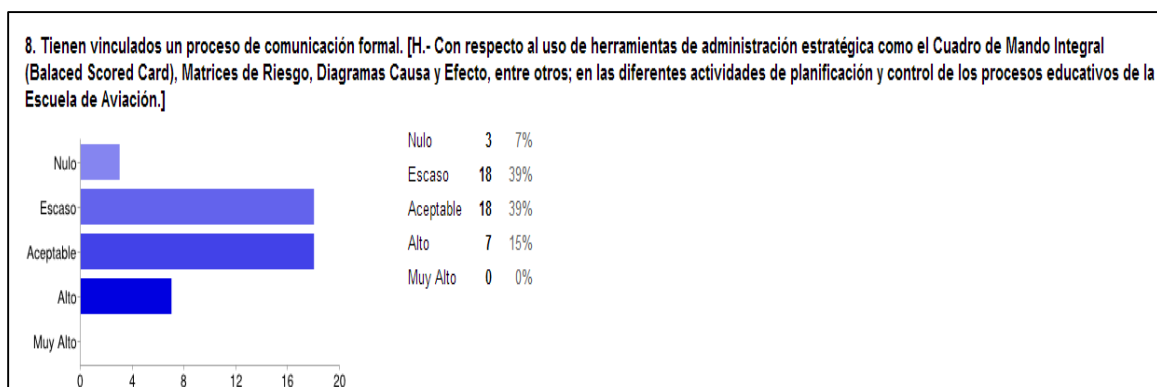 8. Tienen vinculados un proceso de comunicación formal. [H.- Con respecto al uso de herramientas de administración estratégica como el Cuadro de Mando Integral
(Balaced Scored Card), Matrices de Riesgo, Diagramas Causa y Efecto, entre otros; en las diferentes actividades de planificación y control de los procesos educativos de la
Escuela de Aviación.]
Nulo
Escaso
Aceptable
Alto
Muy Alto
0 4 8 12 16 20
Nulo 3 7%
Escaso 18 39%
Aceptable 18 39%
Alto 7 15%
Muy Alto 0 0%